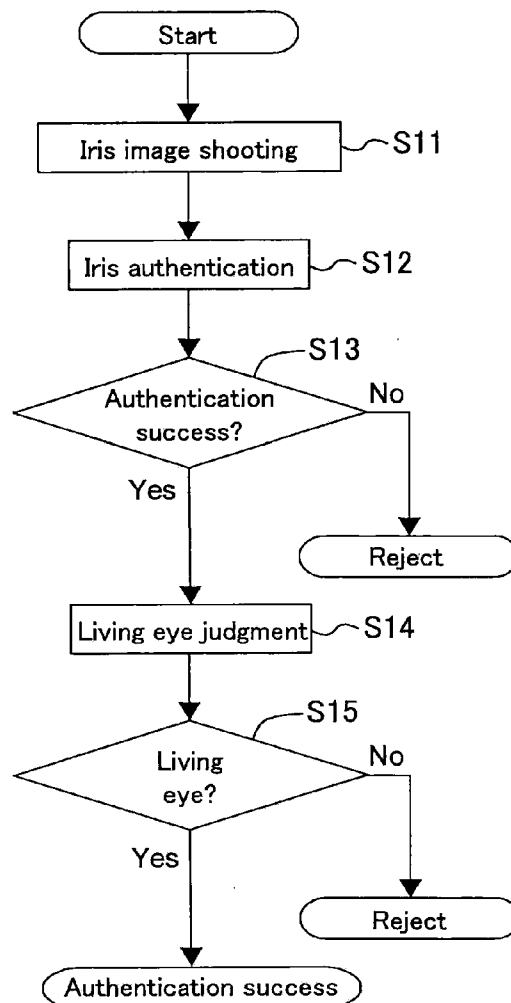 Start
Iris image shooting
S11
Iris authentication
S12
S13
Authentication
success?
No
Yes
Reject
Living eye judgment
S14
S15
Living
eye?
No
Yes
Reject
Authentication success